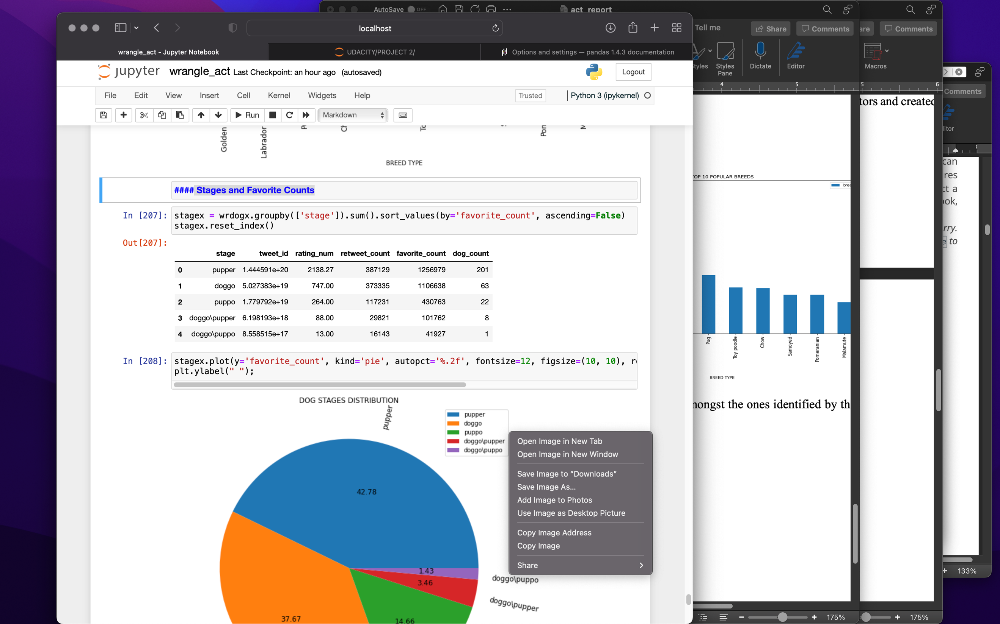 AutoSave OFF act_report
localhost
Tell me Share Comments Comments
wrangle_act - Jupyter Notebook UDACITY/PROJECT 2/ Options and settings — pandas 1.4.3 documentation
Styles Pane Dictate Editor Macros
jupyter wrangle_act Last Checkpoint: an hour ago (autosaved) Logout
Comments
File Edit View Insert Cell Kernel Widgets Help Trusted Python 3 (ipykernel)
Run Markdown
4 5 5 6
tors and created
Golden Labrador
BREED TYPE
#### Stages and Favorite Counts
In [207]: stagex = wrdogx.groupby(['stage']).sum().sort_values(by='favorite_count', ascending=False)
stagex.reset_index()
Out[207]:
stage tweet_id rating_num retweet_count favorite_count dog_count
0 pupper 1.444591e+20 2138.27 387129 1256979 201
1 doggo 5.027383e+19 747.00 373335 1106638 63
2 puppo 1.779792e+19 264.00 117231 430763 22
3 doggo\pupper 6.198193e+18 88.00 29821 101762 8
4 doggo\puppo 8.558515e+17 13.00 16143 41927 1
In [208]: stagex.plot(y='favorite_count', kind='pie', autopct='%.2f', fontsize=12, figsize=(10, 10), r
plt.ylabel(" ");
DOG STAGES DISTRIBUTION
pupper
pupper
doggo
puppo
doggo\pupper
doggo\puppo
42.78
1.43
3.46
37.67
14.66
doggo\puppo
doggo\pupper
Open Image in New Tab
Open Image in New Window
Save Image to “Downloads”
Save Image As...
Add Image to Photos
Use Image as Desktop Picture
Copy Image Address
Copy Image
Share
OP 10 POPULAR BREEDS
bree
Pug Toy poodle Chow Samoyed Pomeranian Malamute
BREED TYPE
mongst the ones identified by th
175%
175%
can
res
ct a
ook,
rry.
e to
133%